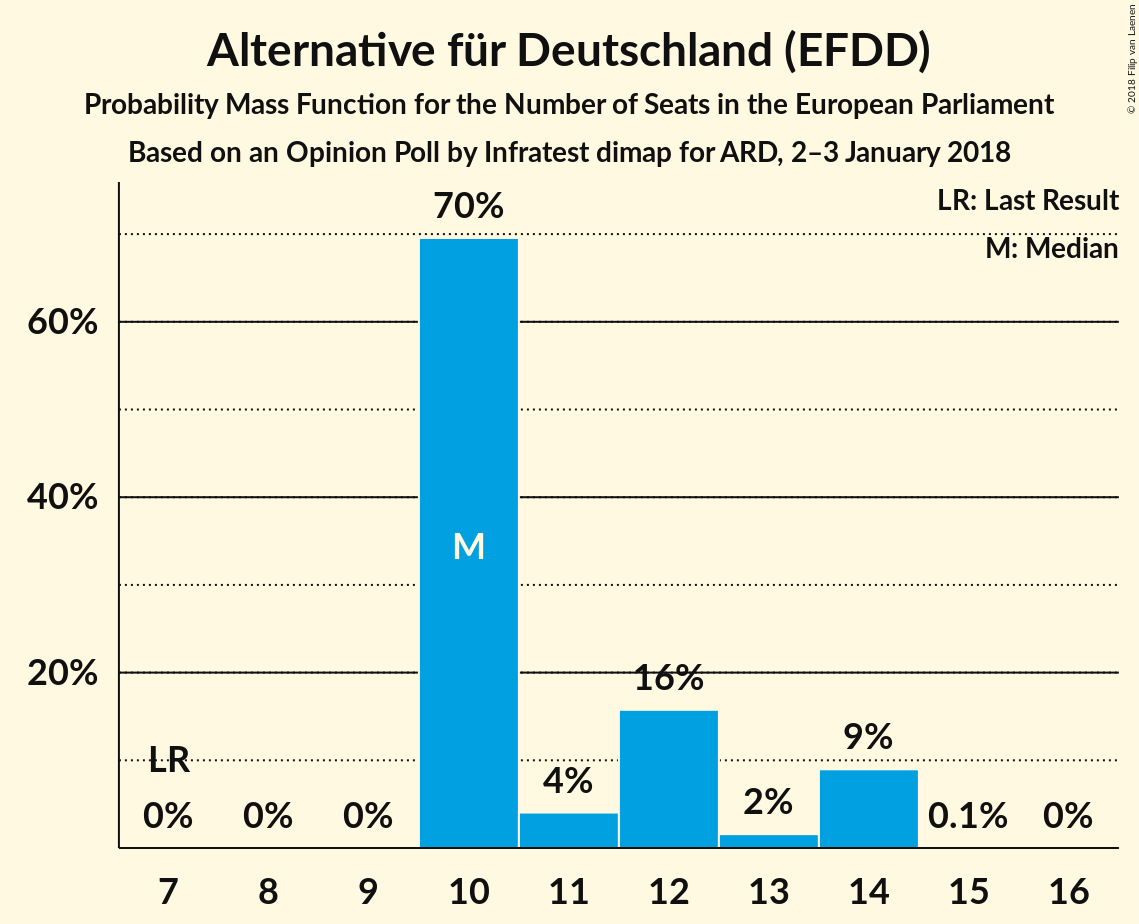 Alternative für Deutschland (EFDD)
Probability Mass Function for the Number of Seats in the European Parliament
Based on an Opinion Poll by Infratest dimap for ARD, 2–3 January 2018
© 2018 Filip van Laenen
LR: Last Result
M: Median
70%
60%
40%
M
20%
16%
9%
LR
4%
2%
0% 0% 0% 0.1% 0%
7 8 9 10 11 12 13 14 15 16